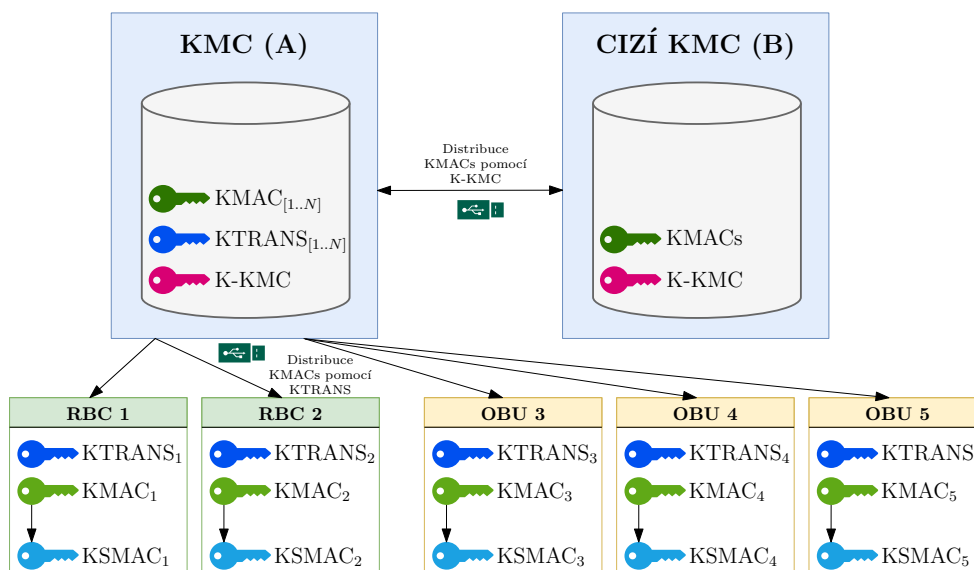 KMC (A)
CIZÍ KMC (B)
Distribuce
KMACs pomocí
K-KMC
KMAC[1..N]
KTRANS[1..N]
K-KMC
KMACs
K-KMC
Distribuce
KMACs pomocí
KTRANS
RBC 1
RBC 2
OBU 3
OBU 4
OBU 5
KTRANS1
KTRANS2
KTRANS3
KTRANS4
KTRANS
KMAC1
KMAC2
KMAC3
KMAC4
KMAC5
KSMAC1
KSMAC2
KSMAC3
KSMAC4
KSMAC5